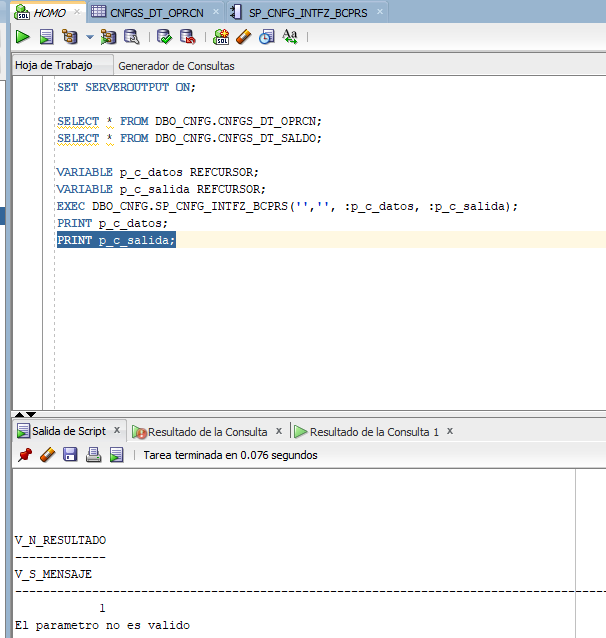 HOMO
CNFGS_DT_OPRCN
SP_CNFG_INTFZ_BCPRS
Hoja de Trabajo
Generador de Consultas
SET SERVEROUTPUT ON;
SELECT * FROM DBO_CNFG.CNFGS_DT_OPRCN;
SELECT * FROM DBO_CNFG.CNFGS_DT_SALDO;
VARIABLE p_c_datos REFCURSOR;
VARIABLE p_c_salida REFCURSOR;
EXEC DBO_CNFG.SP_CNFG_INTFZ_BCPRS('','', :p_c_datos, :p_c_salida);
PRINT p_c_datos;
PRINT p_c_salida;
Salida de Script
Resultado de la Consulta
Resultado de la Consulta 1
Tarea terminada en 0.076 segundos
V_N_RESULTADO
-------------
V_S_MENSAJE
--------------------------------------------------------------------------------
1
El parametro no es valido